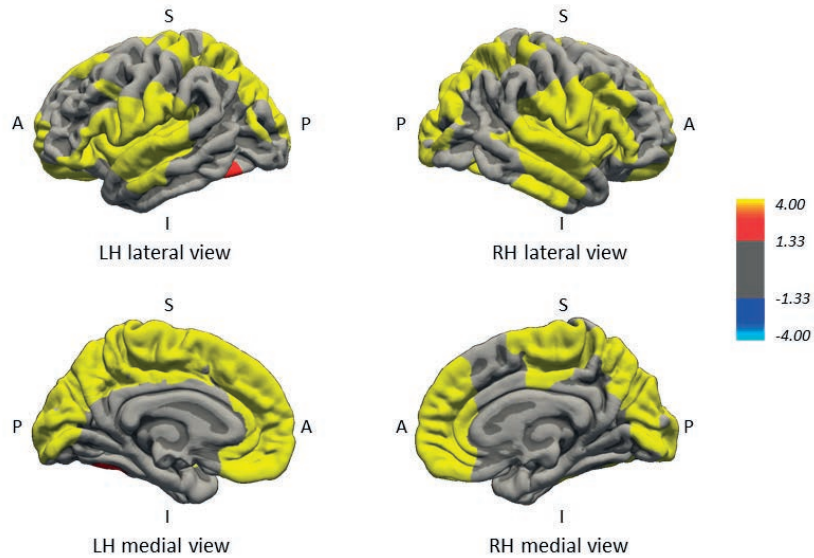 S
S
A
P
P
A
I
I
LH lateral view
RH lateral view
4.00
1.33
-1.33
-4.00
S
S
P
A
A
P
I
I
LH medial view
RH medial view